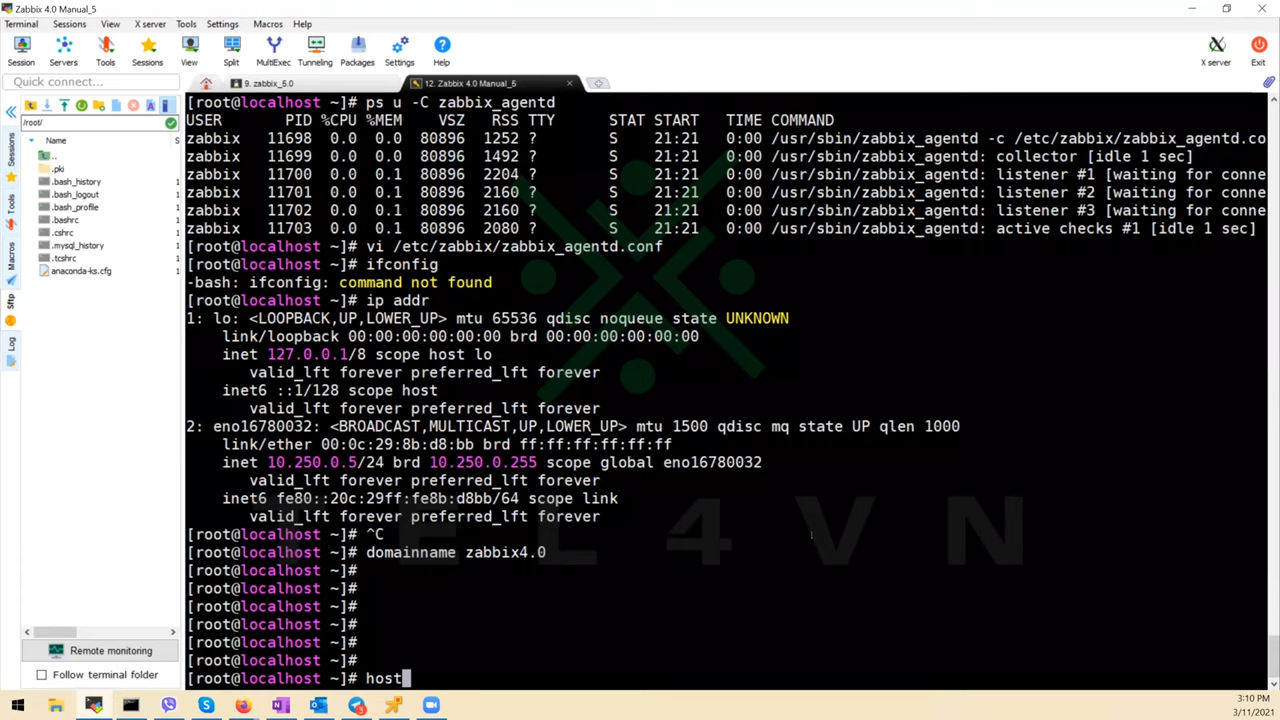 Zabbix 4.0 Manual_5
Terminal Sessions View X server Tools Settings Macros Help
Session Servers Tools Sessions View Split MultiExec Tunneling Packages Settings Help X server Exit
Quick connect...
9. zabbix_5.0
12. Zabbix 4.0 Manual_5
/root/
Name S
..
.pki
.bash_history 1
.bash_logout 1
.bash_profile 1
.bashrc 1
.cshrc 1
.mysql_history 1
.tcshrc 1
anaconda-ks.cfg 1
Sessions
Tools
Macros
Sftp
Log
Remote monitoring
Follow terminal folder
[root@localhost ~]# ps u -C zabbix_agentd
USER PID %CPU %MEM VSZ RSS TTY STAT START TIME COMMAND
zabbix 11698 0.0 0.0 80896 1252 ? S 21:21 0:00 /usr/sbin/zabbix_agentd -c /etc/zabbix/zabbix_agentd.co
zabbix 11699 0.0 0.0 80896 1492 ? S 21:21 0:00 /usr/sbin/zabbix_agentd: collector [idle 1 sec]
zabbix 11700 0.0 0.1 80896 2204 ? S 21:21 0:00 /usr/sbin/zabbix_agentd: listener #1 [waiting for conne
zabbix 11701 0.0 0.1 80896 2160 ? S 21:21 0:00 /usr/sbin/zabbix_agentd: listener #2 [waiting for conne
zabbix 11702 0.0 0.1 80896 2160 ? S 21:21 0:00 /usr/sbin/zabbix_agentd: listener #3 [waiting for conne
zabbix 11703 0.0 0.1 80896 2080 ? S 21:21 0:00 /usr/sbin/zabbix_agentd: active checks #1 [idle 1 sec]
[root@localhost ~]# vi /etc/zabbix/zabbix_agentd.conf
[root@localhost ~]# ifconfig
-bash: ifconfig: command not found
[root@localhost ~]# ip addr
1: lo: <LOOPBACK,UP,LOWER_UP> mtu 65536 qdisc noqueue state UNKNOWN
link/loopback 00:00:00:00:00:00 brd 00:00:00:00:00:00
inet 127.0.0.1/8 scope host lo
valid_lft forever preferred_lft forever
inet6 ::1/128 scope host
valid_lft forever preferred_lft forever
2: eno16780032: <BROADCAST,MULTICAST,UP,LOWER_UP> mtu 1500 qdisc mq state UP qlen 1000
link/ether 00:0c:29:8b:d8:bb brd ff:ff:ff:ff:ff:ff
inet 10.250.0.5/24 brd 10.250.0.255 scope global eno16780032
valid_lft forever preferred_lft forever
inet6 fe80::20c:29ff:fe8b:d8bb/64 scope link
valid_lft forever preferred_lft forever
[root@localhost ~]# ^C
[root@localhost ~]# domainname zabbix4.0
[root@localhost ~]#
[root@localhost ~]#
[root@localhost ~]#
[root@localhost ~]#
[root@localhost ~]#
[root@localhost ~]#
[root@localhost ~]# host
TEL4VN
3:10 PM
3/11/2021